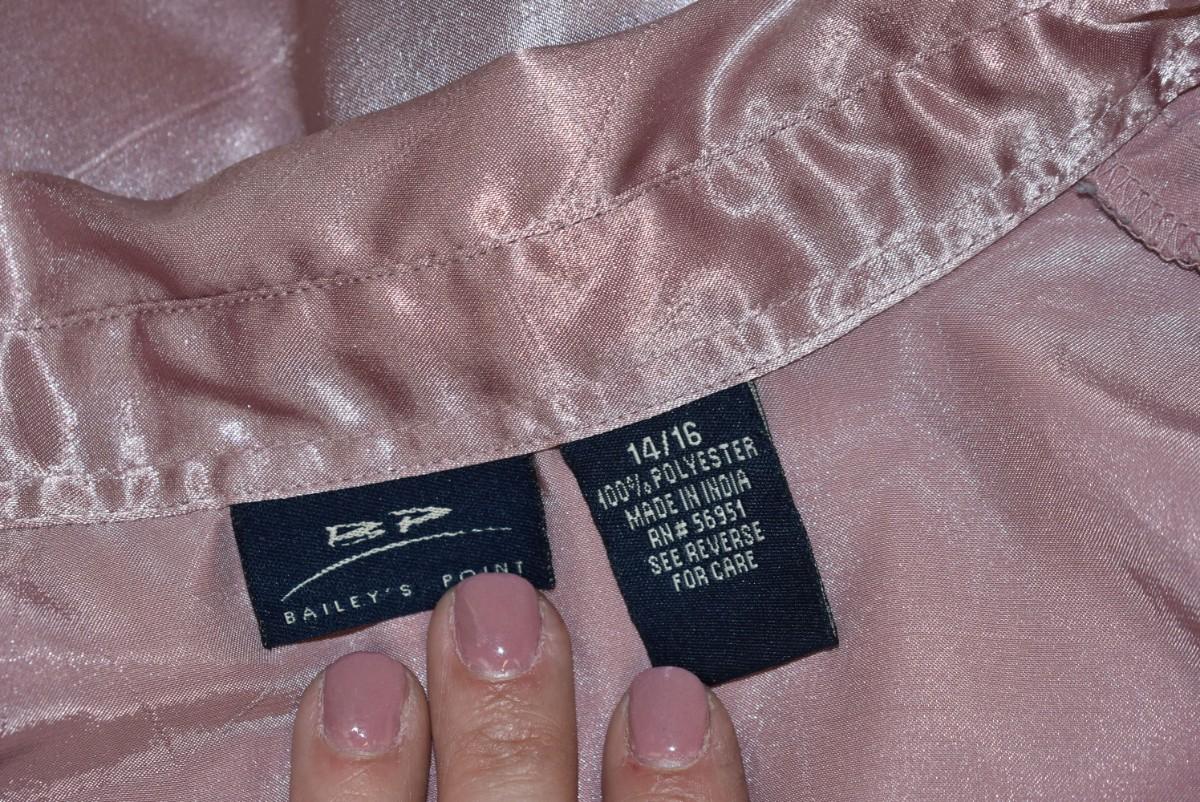 BP
BAILEY'S POINT
14/16
100% POLYESTER
MADE IN INDIA
RN# 56951
SEE REVERSE
FOR CARE